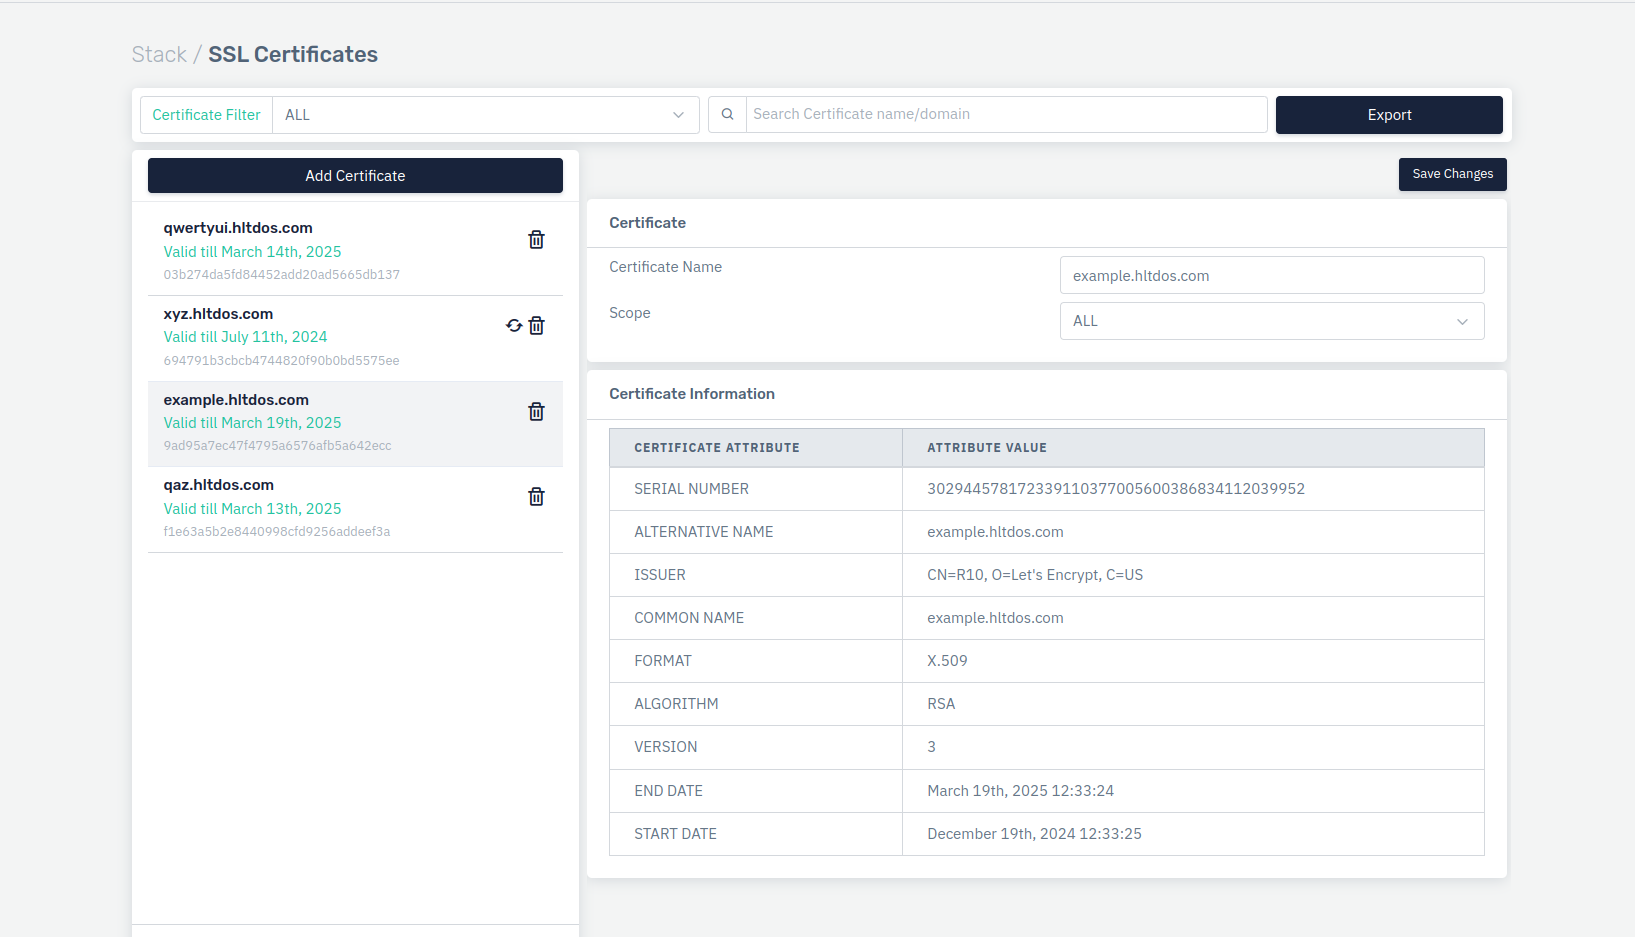 Stack / SSL Certificates
Certificate Filter
ALL
Search Certificate name/domain
Export
Add Certificate
qwertyui.hltdos.com
Valid till March 14th, 2025
03b274da5fd84452add20ad5665db137
xyz.hltdos.com
Valid till July 11th, 2024
694791b3cbcb4744820f90b0bd5575ee
example.hltdos.com
Valid till March 19th, 2025
9ad95a7ec47f4795a6576afb5a642ecc
qaz.hltdos.com
Valid till March 13th, 2025
f1e63a5b2e8440998cfd9256addeef3a
Save Changes
Certificate
Certificate Name
example.hltdos.com
Scope
ALL
Certificate Information
CERTIFICATE ATTRIBUTE ATTRIBUTE VALUE
SERIAL NUMBER 302944578172339110377005600386834112039952
ALTERNATIVE NAME example.hltdos.com
ISSUER CN=R10, O=Let's Encrypt, C=US
COMMON NAME example.hltdos.com
FORMAT X.509
ALGORITHM RSA
VERSION 3
END DATE March 19th, 2025 12:33:24
START DATE December 19th, 2024 12:33:25